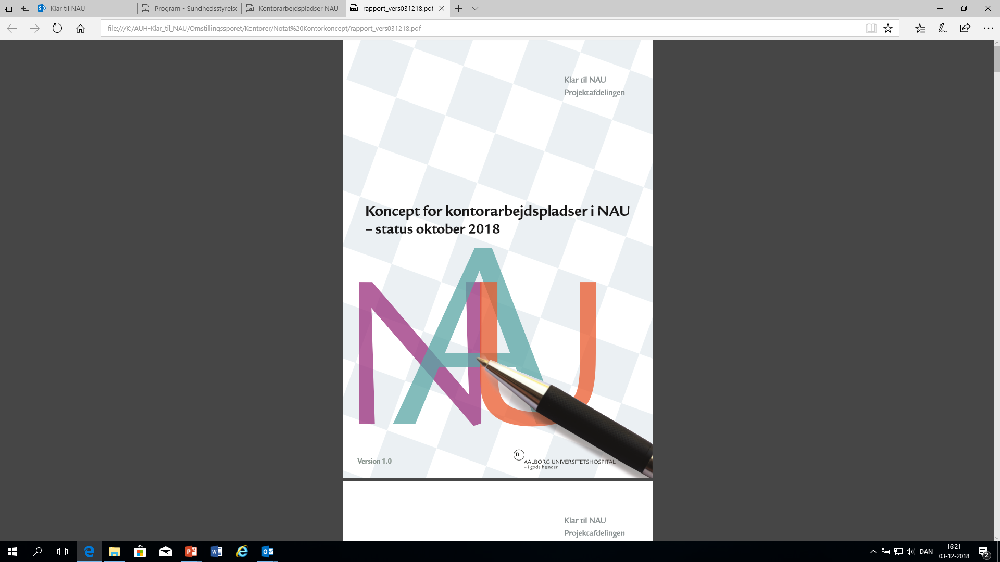 Klar til NAU
Program - Sundhedsstyrelse
Kontorarbejdspladser NAU
rapport_vers031218.pdf
file:///K:/AUH-Klar_til_NAU/Omstillingssporet/Kontorer/Notat%20Kontorkoncept/rapport_vers031218.pdf
Klar til NAU
Projektafdelingen
Koncept for kontorarbejdspladser i NAU
– status oktober 2018
NAU
Version 1.0
n
AALBORG UNIVERSITETSHOSPITAL
– i gode hænder
Klar til NAU
Projektafdelingen
DAN
16:21
03-12-2018
2